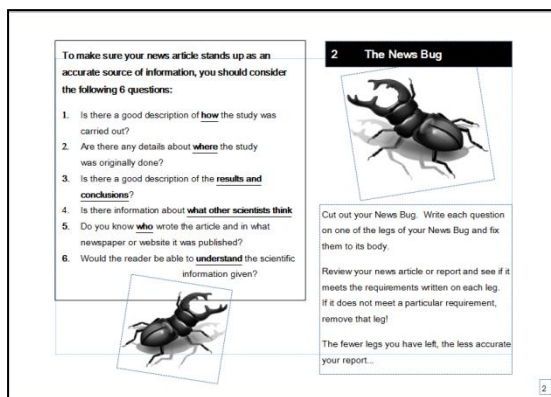 To make sure your news article stands up as an
accurate source of information, you should consider
the following 6 questions:
1. Is there a good description of how the study was
carried out?
2. Are there any details about where the study
was originally done?
3. Is there a good description of the results and
conclusions?
4. Is there information about what other scientists think
5. Do you know who wrote the article and in what
newspaper or website it was published?
6. Would the reader be able to understand the scientific
information given?
2 The News Bug
Cut out your News Bug. Write each question
on one of the legs of your News Bug and fix
them to its body.
Review your news article or report and see if it
meets the requirements written on each leg.
If it does not meet a particular requirement,
remove that leg!
The fewer legs you have left, the less accurate
your report...
2